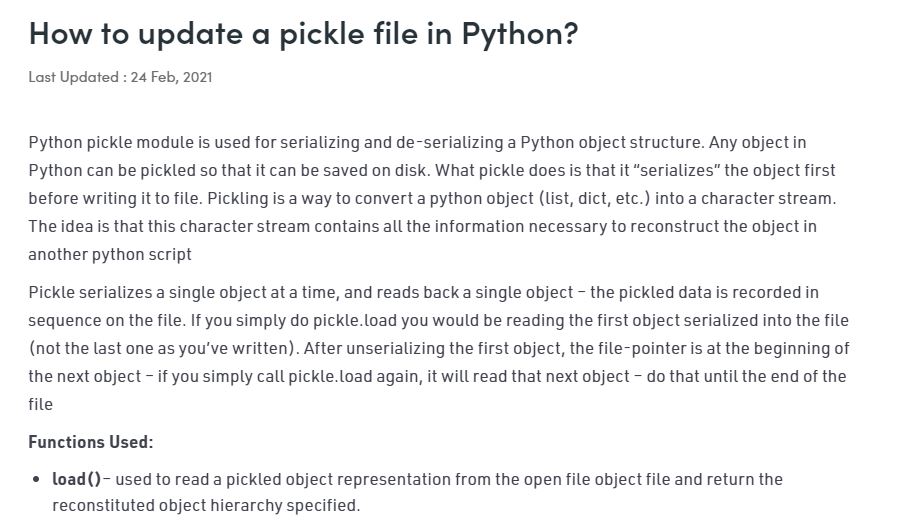 How to update a pickle file in Python?
Last Updated : 24 Feb, 2021
Python pickle module is used for serializing and de-serializing a Python object structure. Any object in
Python can be pickled so that it can be saved on disk. What pickle does is that it “serializes” the object first
before writing it to file. Pickling is a way to convert a python object (list, dict, etc.) into a character stream.
The idea is that this character stream contains all the information necessary to reconstruct the object in
another python script
Pickle serializes a single object at a time, and reads back a single object – the pickled data is recorded in
sequence on the file. If you simply do pickle.load you would be reading the first object serialized into the file
(not the last one as you’ve written). After unserializing the first object, the file-pointer is at the beginning of
the next object – if you simply call pickle.load again, it will read that next object – do that until the end of the
file
Functions Used:
• load()– used to read a pickled object representation from the open file object file and return the
reconstituted object hierarchy specified.